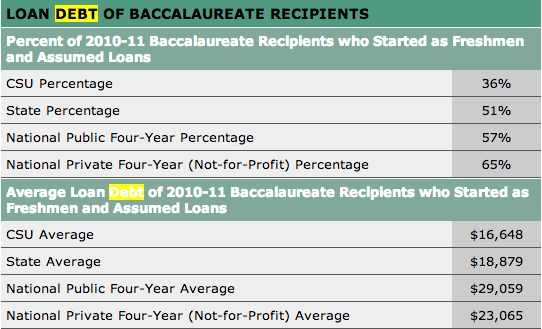 LOAN DEBT OF BACCALAUREATE RECIPIENTS
Percent of 2010-11 Baccalaureate Recipients who Started as Freshmen
and Assumed Loans
CSU Percentage 36%
State Percentage 51%
National Public Four-Year Percentage 57%
National Private Four-Year (Not-for-Profit) Percentage 65%
Average Loan Debt of 2010-11 Baccalaureate Recipients who Started as
Freshmen and Assumed Loans
CSU Average $16,648
State Average $18,879
National Public Four-Year Average $29,059
National Private Four-Year (Not-for-Profit) Average $23,065